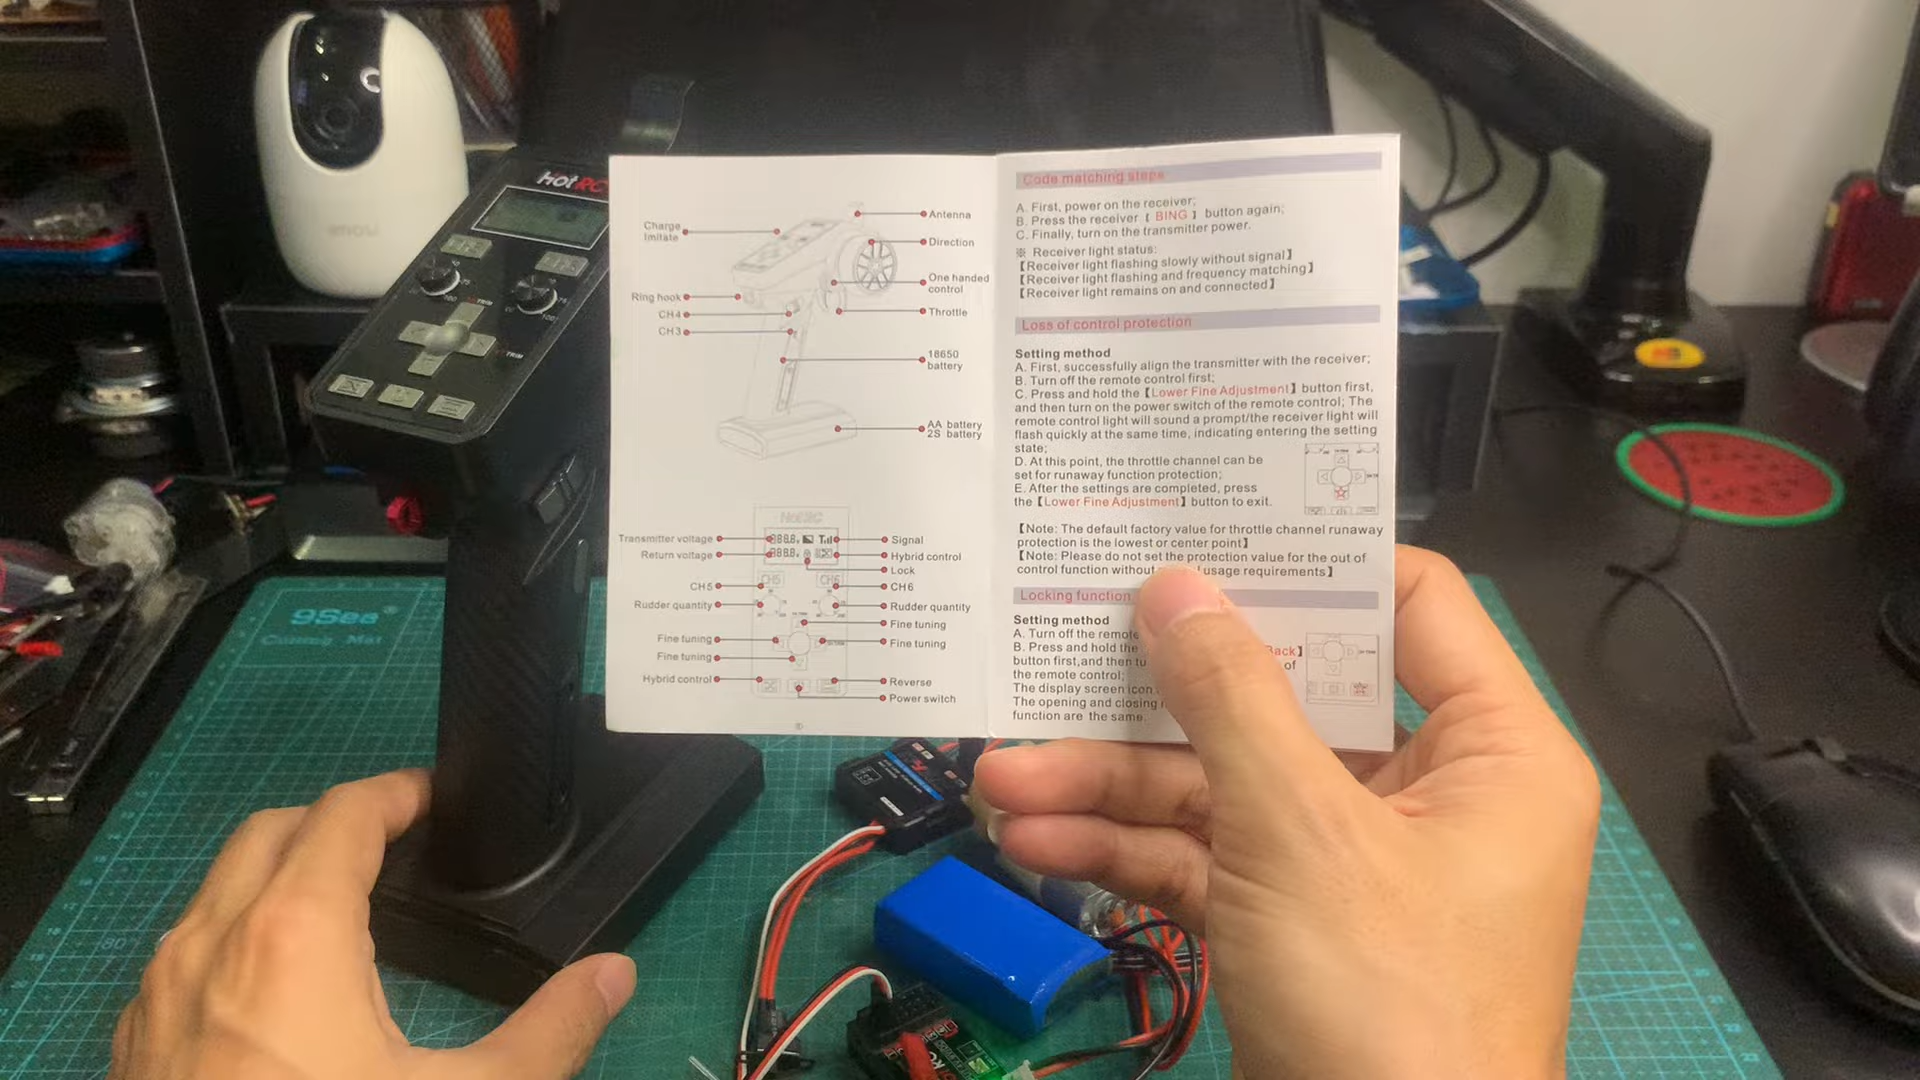 HotRC
9See
Cutting Mat
Antenna
Charge
Imitate
Direction
One handed
control
Ring hook
CH4
CH3
Throttle
18650
battery
AA battery
2S battery
HotRC
Transmitter voltage
Signal
Return voltage
Hybrid control
Lock
CH5
CH6
Rudder quantity
Rudder quantity
Fine tuning
Fine tuning
Fine tuning
Fine tuning
Hybrid control
Reverse
Power switch
Code matching steps
A. First, power on the receiver;
B. Press the receiver [ BING ] button again;
C. Finally, turn on the transmitter power.
※ Receiver light status:
【Receiver light flashing slowly without signal】
【Receiver light flashing and frequency matching】
【Receiver light remains on and connected】
Loss of control protection
Setting method
A. First, successfully align the transmitter with the receiver;
B. Turn off the remote control first;
C. Press and hold the 【Lower Fine Adjustment】 button first,
and then turn on the power switch of the remote control; The
remote control light will sound a prompt/the receiver light will
flash quickly at the same time, indicating entering the setting
state;
D. At this point, the throttle channel can be
set for runaway function protection;
E. After the settings are completed, press
the【Lower Fine Adjustment】button to exit.
【Note: The default factory value for throttle channel runaway
protection is the lowest or center point】
【Note: Please do not set the protection value for the out of
control function without usage requirements】
Locking function
Setting method
A. Turn off the remote
B. Press and hold the Back】
button first,and then of
the remote control;
The display screen icon
The opening and closing
function are the same.